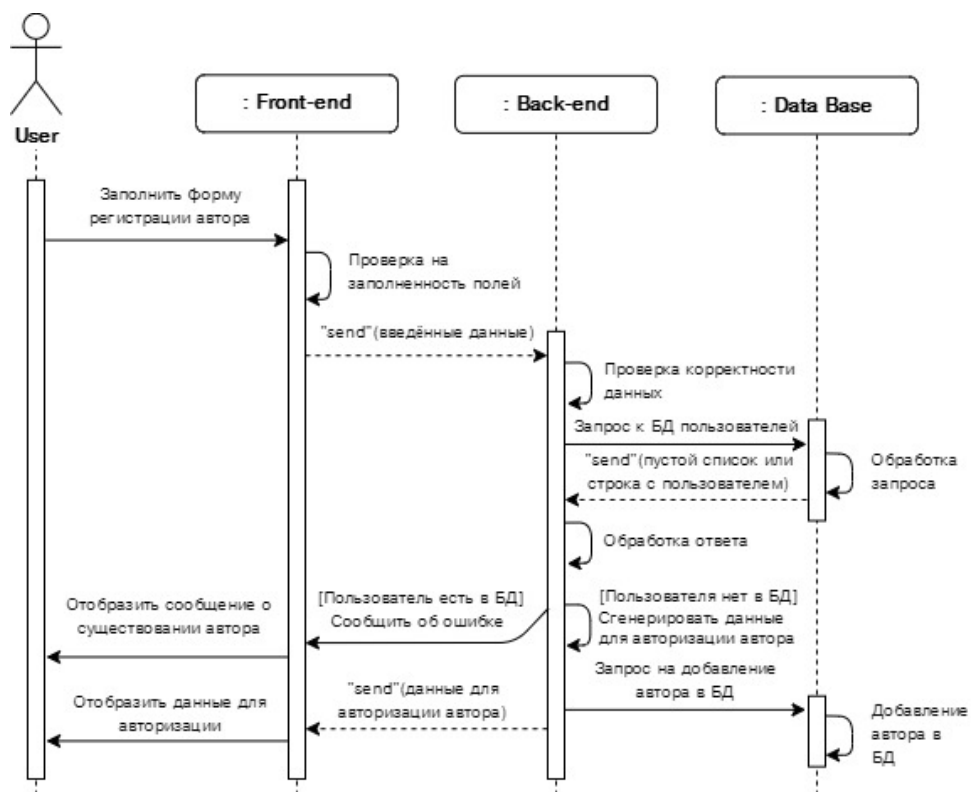 User
: Front-end
: Back-end
: Data Base
Заполнить форму
регистрации автора
Проверка на
заполненность полей
"send"(введённые данные)
Проверка корректности
данных
Запрос к БД пользователей
"send"(пустой список или
строка с пользователем)
Обработка
запроса
Обработка ответа
[Пользователь есть в БД]
Сообщить об ошибке
[Пользователя нет в БД]
Сгенерировать данные
для авторизации автора
Отобразить сообщение о
существовании автора
Запрос на добавление
автора в БД
"send"(данные для
авторизации автора)
Отобразить данные для
авторизации
Добавление
автора в
БД